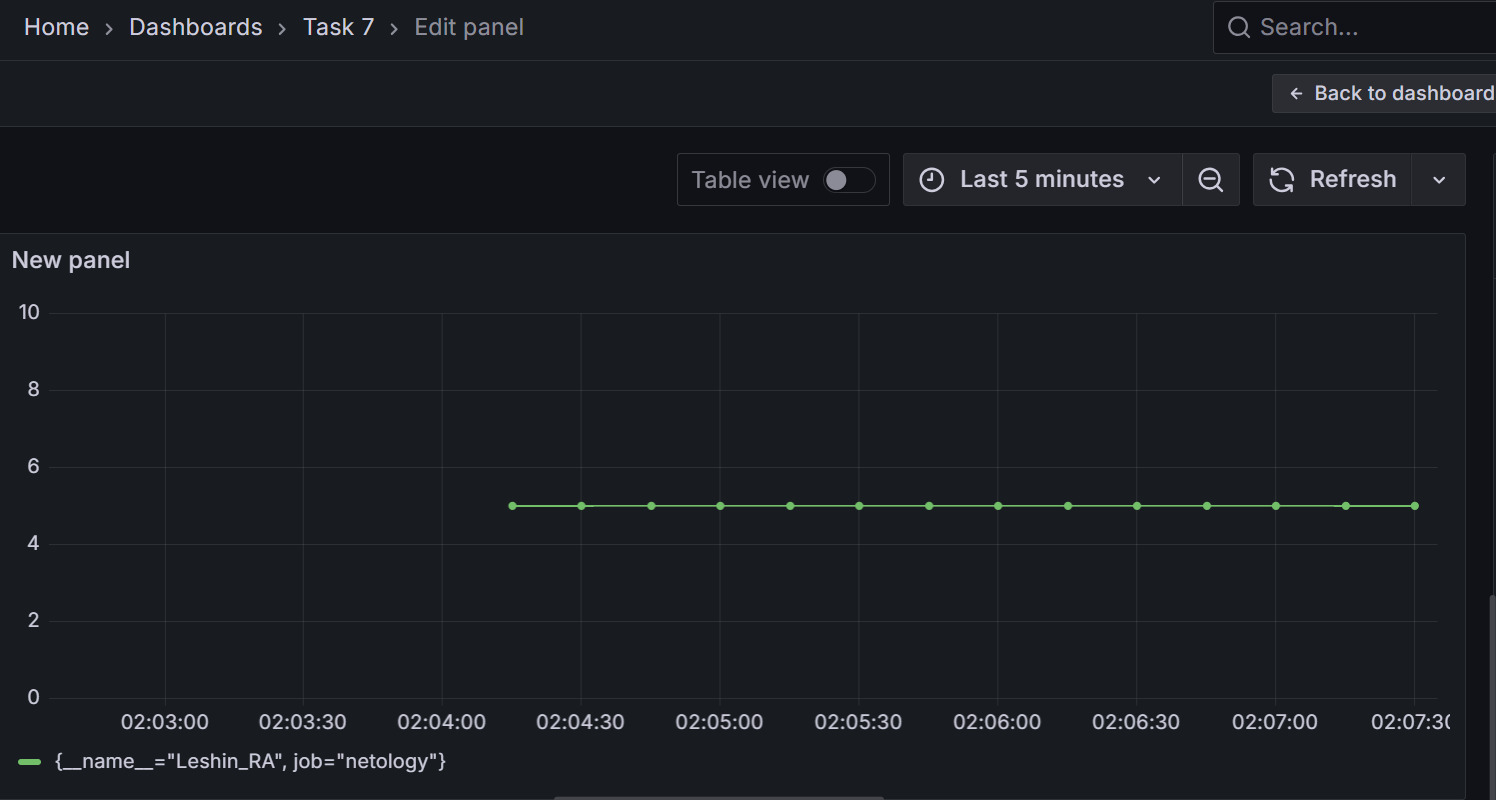 Home › Dashboards › Task 7 › Edit panel
Search...
← Back to dashboard
Table view
Last 5 minutes
Refresh
New panel
10
8
6
4
2
0
02:03:00 02:03:30 02:04:00 02:04:30 02:05:00 02:05:30 02:06:00 02:06:30 02:07:00 02:07:30
{__name__="Leshin_RA", job="netology"}